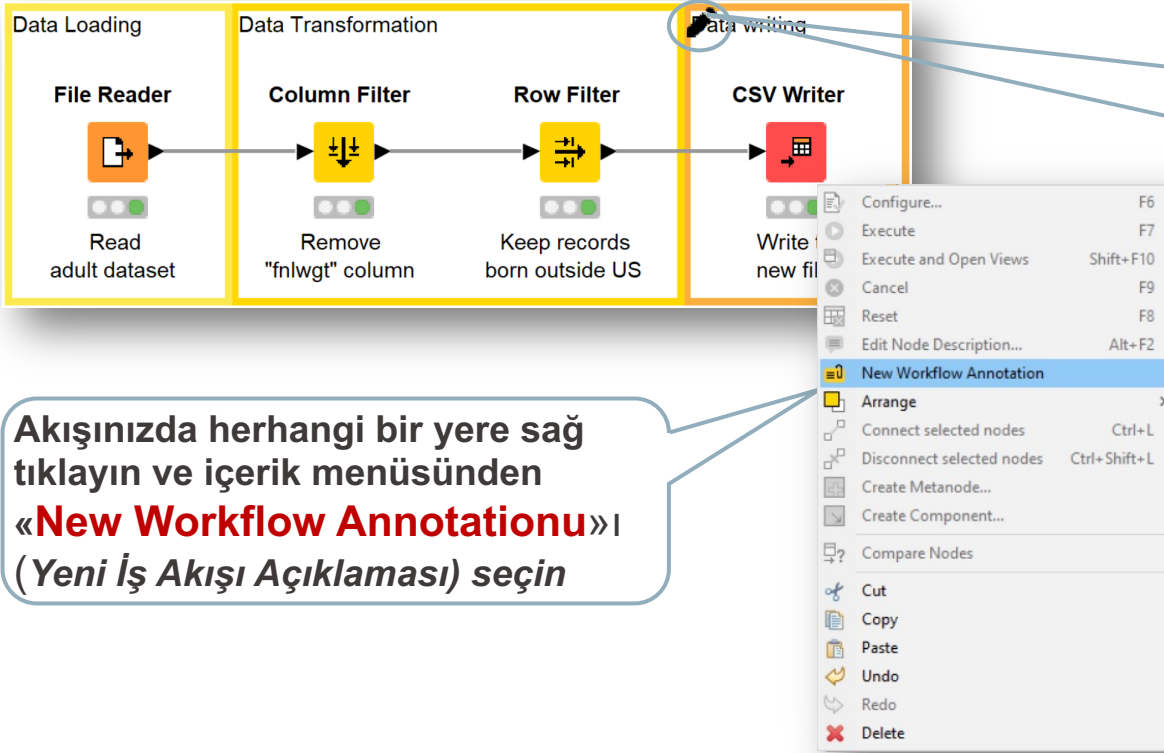 Data Loading
Data Transformation
Data writing
File Reader
Column Filter
Row Filter
CSV Writer
Read
adult dataset
Remove
"fnlwgt" column
Keep records
born outside US
Write
new
Configure... F6
Execute F7
Execute and Open Views Shift+F10
Cancel F9
Reset F8
Edit Node Description... Alt+F2
New Workflow Annotation
Arrange
Connect selected nodes Ctrl+L
Disconnect selected nodes Ctrl+Shift+L
Create Metanode...
Create Component...
Compare Nodes
Cut
Copy
Paste
Undo
Redo
Delete
Akışınızda herhangi bir yere sağ
tıklayın ve içerik menüsünden
«New Workflow Annotationu»ı
(Yeni İş Akışı Açıklaması) seçin